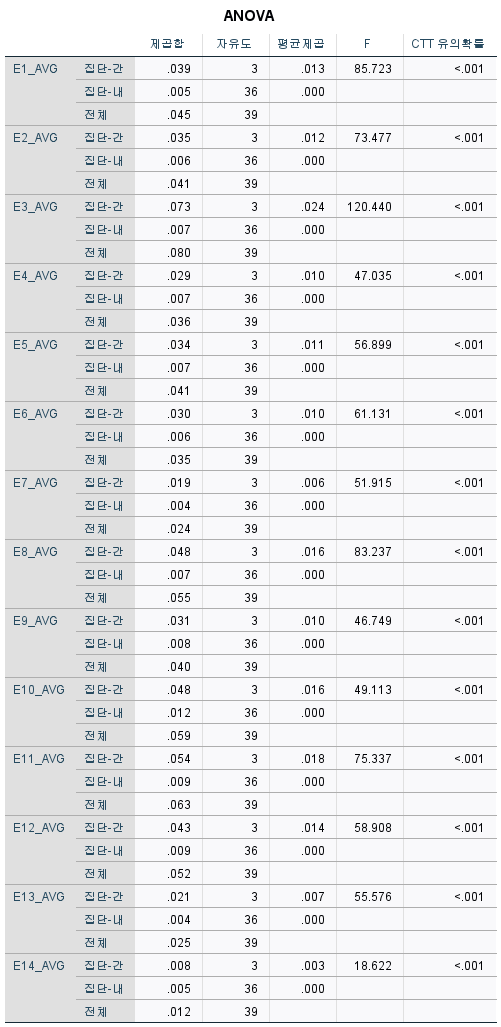 ANOVA
제곱합 자유도 평균제곱 F CTT 유의확률
E1_AVG 집단-간 .039 3 .013 85.723 <.001
집단-내 .005 36 .000
전체 .045 39
E2_AVG 집단-간 .035 3 .012 73.477 <.001
집단-내 .006 36 .000
전체 .041 39
E3_AVG 집단-간 .073 3 .024 120.440 <.001
집단-내 .007 36 .000
전체 .080 39
E4_AVG 집단-간 .029 3 .010 47.035 <.001
집단-내 .007 36 .000
전체 .036 39
E5_AVG 집단-간 .034 3 .011 56.899 <.001
집단-내 .007 36 .000
전체 .041 39
E6_AVG 집단-간 .030 3 .010 61.131 <.001
집단-내 .006 36 .000
전체 .035 39
E7_AVG 집단-간 .019 3 .006 51.915 <.001
집단-내 .004 36 .000
전체 .024 39
E8_AVG 집단-간 .048 3 .016 83.237 <.001
집단-내 .007 36 .000
전체 .055 39
E9_AVG 집단-간 .031 3 .010 46.749 <.001
집단-내 .008 36 .000
전체 .040 39
E10_AVG 집단-간 .048 3 .016 49.113 <.001
집단-내 .012 36 .000
전체 .059 39
E11_AVG 집단-간 .054 3 .018 75.337 <.001
집단-내 .009 36 .000
전체 .063 39
E12_AVG 집단-간 .043 3 .014 58.908 <.001
집단-내 .009 36 .000
전체 .052 39
E13_AVG 집단-간 .021 3 .007 55.576 <.001
집단-내 .004 36 .000
전체 .025 39
E14_AVG 집단-간 .008 3 .003 18.622 <.001
집단-내 .005 36 .000
전체 .012 39